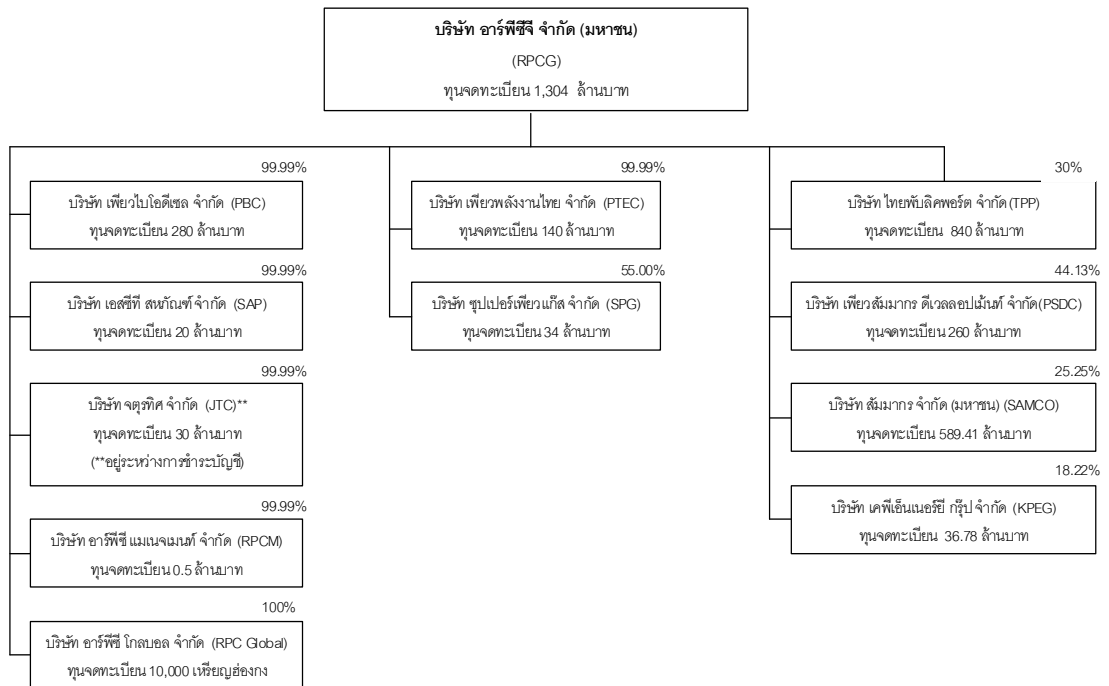 บริษัท อาร์พีซีจี จำกัด (มหาชน)
(RPCG)
ทุนจดทะเบียน 1,304 ล้านบาท
99.99%
บริษัท เพียวไบโอดีเซล จำกัด (PBC)
ทุนจดทะเบียน 280 ล้านบาท
99.99%
บริษัท เอสซีที สหภัณฑ์ จำกัด (SAP)
ทุนจดทะเบียน 20 ล้านบาท
99.99%
บริษัท จตุรทิศ จำกัด (JTC)**
ทุนจดทะเบียน 30 ล้านบาท
(**อยู่ระหว่างการชำระบัญชี)
99.99%
บริษัท อาร์พีซี แมเนจเมนท์ จำกัด (RPCM)
ทุนจดทะเบียน 0.5 ล้านบาท
100%
บริษัท อาร์พีซี โกลบอล จำกัด (RPC Global)
ทุนจดทะเบียน 10,000 เหรียญฮ่องกง
99.99%
บริษัท เพียวพลังงานไทย จำกัด (PTEC)
ทุนจดทะเบียน 140 ล้านบาท
55.00%
บริษัท ซุปเปอร์เพียวแก๊ส จำกัด (SPG)
ทุนจดทะเบียน 34 ล้านบาท
30%
บริษัท ไทยพับลิคพอร์ต จำกัด(TPP)
ทุนจดทะเบียน 840 ล้านบาท
44.13%
บริษัท เพียวสัมมากร ดีเวลลอปเม้นท์ จำกัด(PSDC)
ทุนจดทะเบียน 260 ล้านบาท
25.25%
บริษัท สัมมากร จำกัด (มหาชน) (SAMCO)
ทุนจดทะเบียน 589.41 ล้านบาท
18.22%
บริษัท เคพีเอ็นเนอร์ยี กรุ๊ป จำกัด (KPEG)
ทุนจดทะเบียน 36.78 ล้านบาท